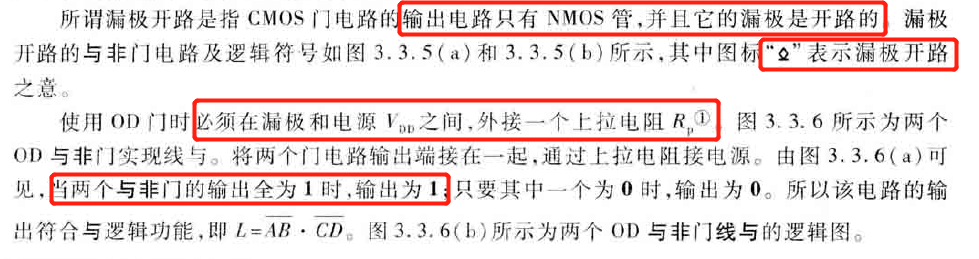 所谓漏极开路是指 CMOS 门电路的输出电路只有 NMOS 管,并且它的漏极是开路的。漏极
开路的与非门电路及逻辑符号如图 3.3.5(a)和 3.3.5(b)所示,其中图标“⎐”表示漏极开路
之意。
使用 OD 门时必须在漏极和电源 V_DD 之间,外接一个上拉电阻 R_p^①。图 3.3.6 所示为两个
OD 与非门实现线与。将两个门电路输出端接在一起,通过上拉电阻接电源。由图 3.3.6(a)可
见,当两个与非门的输出全为 1 时,输出为 1;只要其中一个为 0 时,输出为 0。所以该电路的输
出符合与逻辑功能,即 L=\overline{AB}·\overline{CD}。图 3.3.6(b)所示为两个 OD 与非门线与的逻辑图。